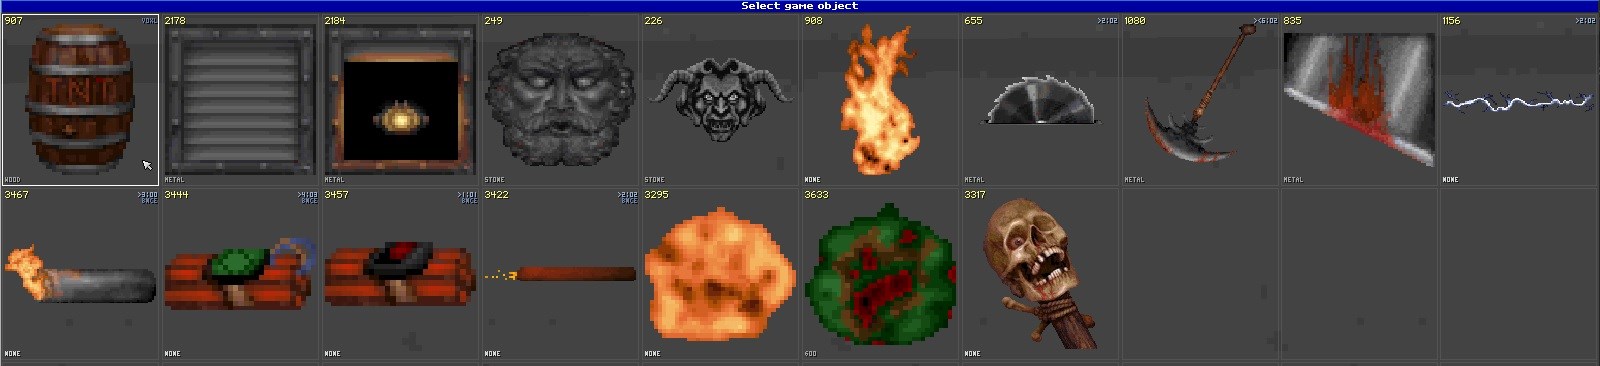 Select game object
907 VOXL
2178
2184
249
226
908
655 >2:02
1080 >6:02
835
1156 >2:02
TNT
WOOD
METAL
METAL
STONE
STONE
NONE
METAL
METAL
METAL
NONE
3467 >3:00
BNCE
3444 >4:03
BNCE
3457 >1:01
BNCE
3422 >2:02
BNCE
3295
3633
3317
NONE
NONE
NONE
NONE
NONE
GOO
NONE